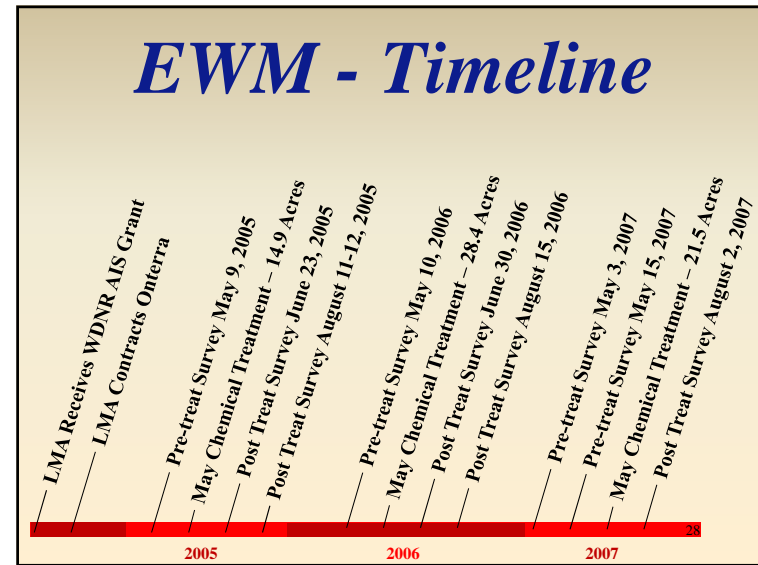 EWM - Timeline
LMA Receives WDNR AIS Grant
LMA Contracts Onterra
Pre-treat Survey May 9, 2005
May Chemical Treatment – 14.9 Acres
Post Treat Survey June 23, 2005
Post Treat Survey August 11-12, 2005
Pre-treat Survey May 10, 2006
May Chemical Treatment – 28.4 Acres
Post Treat Survey June 30, 2006
Post Treat Survey August 15, 2006
Pre-treat Survey May 3, 2007
Pre-treat Survey May 15, 2007
May Chemical Treatment – 21.5 Acres
Post Treat Survey August 2, 2007
28
2005
2006
2007